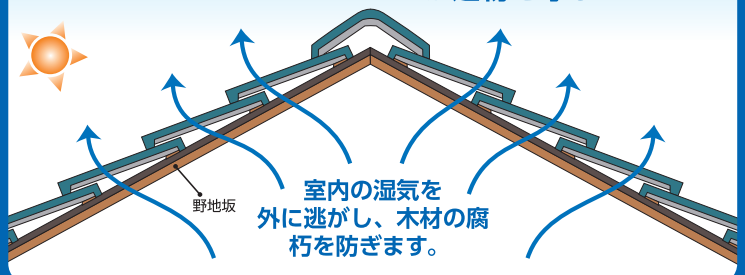 野地坂
室内の湿気を
外に逃がし、木材の腐
朽を防ぎます。